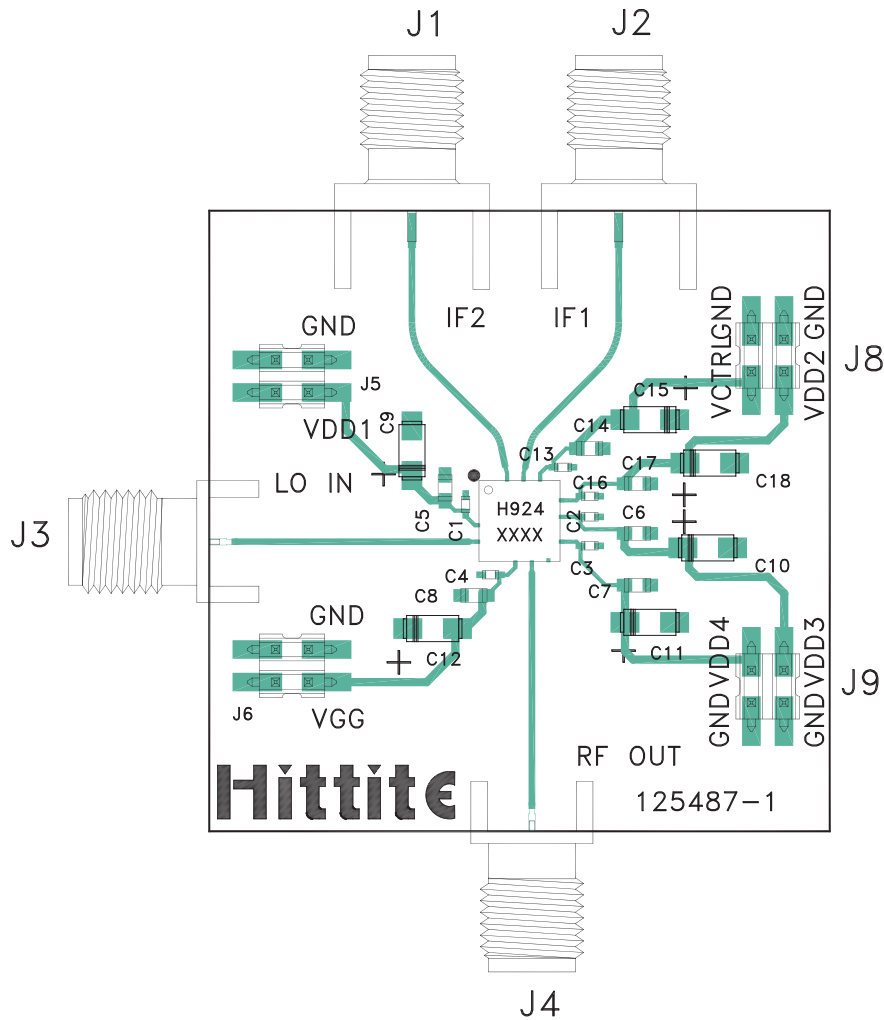 J1
J2
IF2
IF1
GND
J5
VDD1
C9
LO IN
J3
C5
C1
H924
XXXX
C13
C14
C15
C16
C17
C18
C2
C6
C3
C7
C10
C11
C4
C8
C12
VCTRL
GND
VDD2
GND
J8
GND
J6
VGG
GND
VDD4
GND
VDD3
J9
RF OUT
Hittite
125487-1
J4